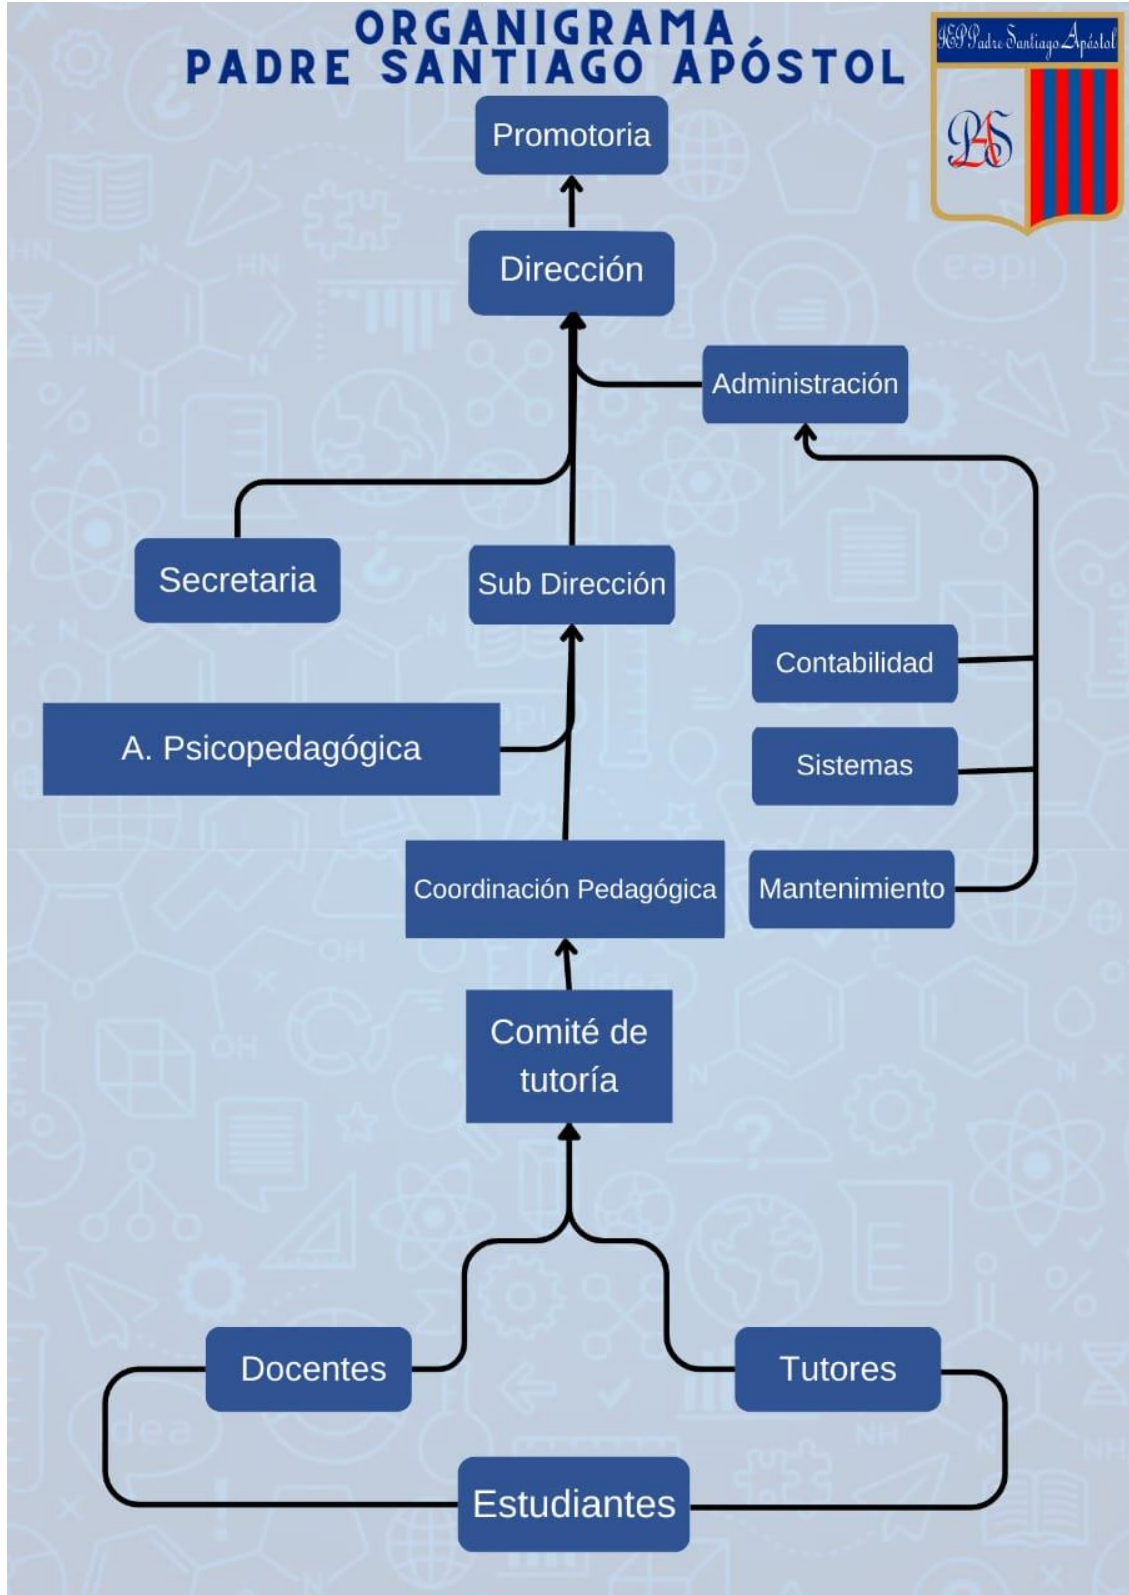 ORGANIGRAMA
PADRE SANTIAGO APÓSTOL
IEP Padre Santiago Apóstol
PAS
Promotoria
Dirección
Administración
Secretaria
Sub Dirección
Contabilidad
A. Psicopedagógica
Sistemas
Coordinación Pedagógica
Mantenimiento
Comité de
tutoría
Docentes
Tutores
Estudiantes